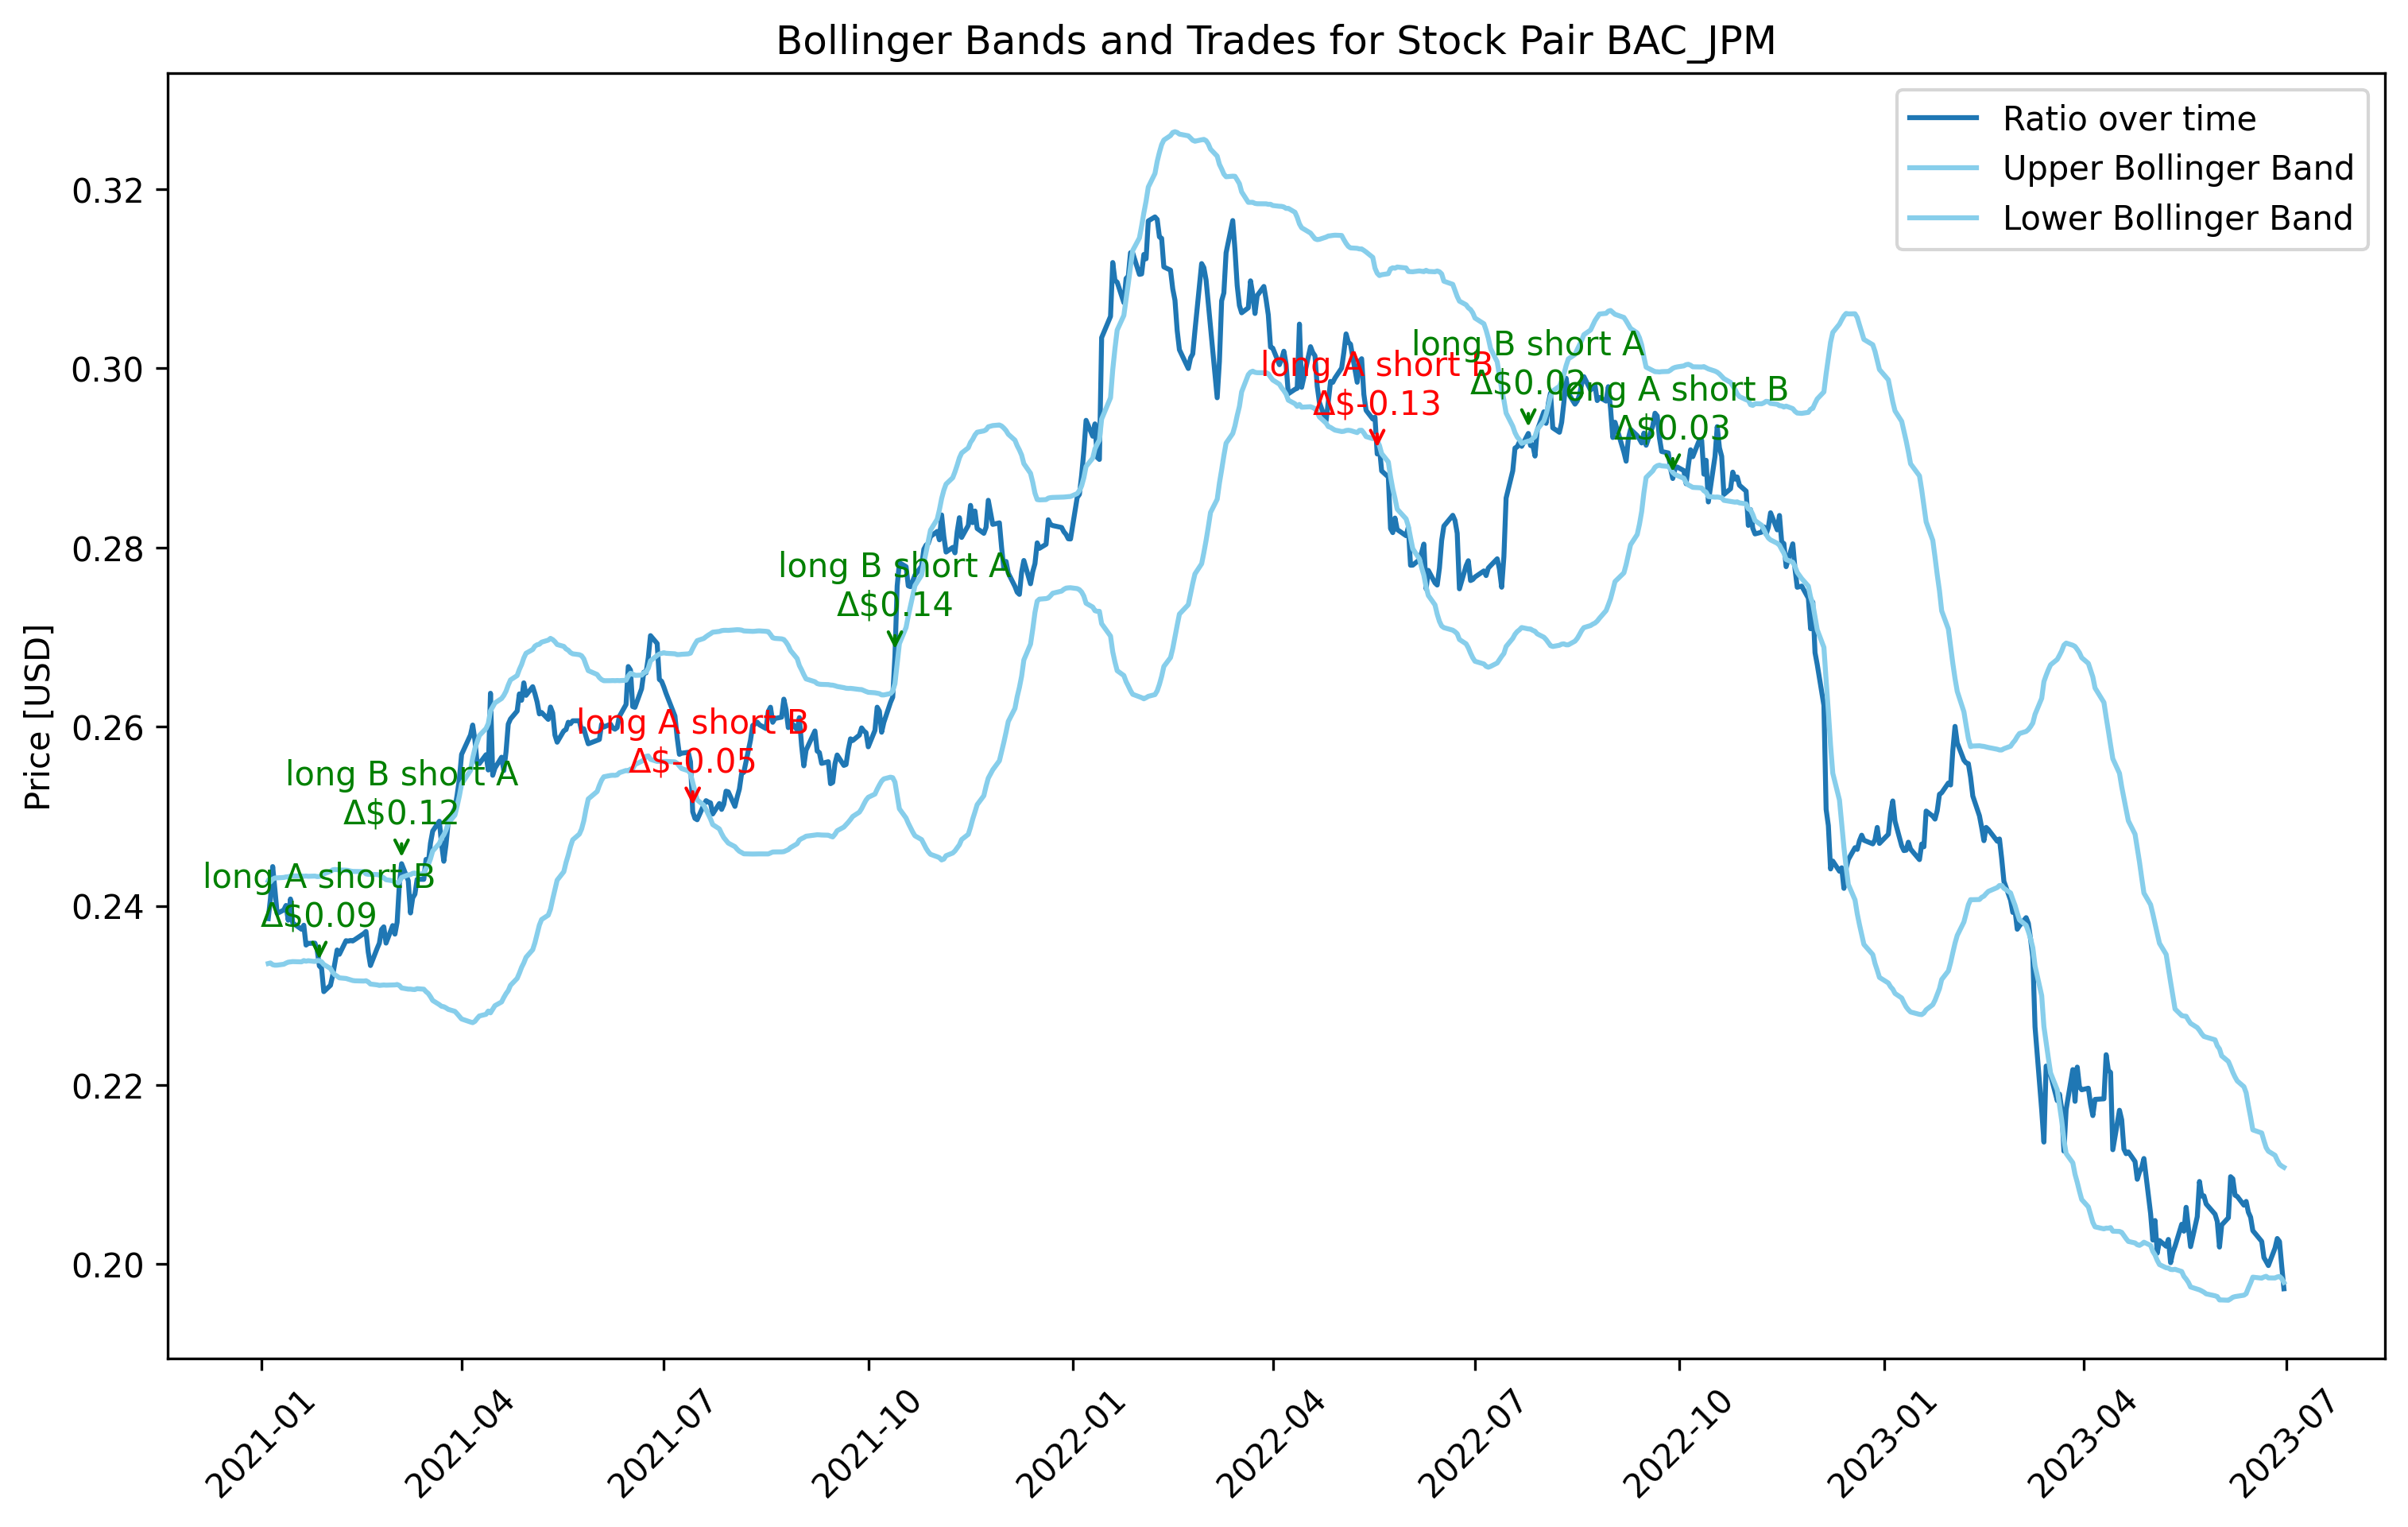 Bollinger Bands and Trades for Stock Pair BAC_JPM
Ratio over time
Upper Bollinger Band
Lower Bollinger Band
Price [USD]
0.32
0.30
0.28
0.26
0.24
0.22
0.20
long A short B
Δ$0.09
long B short A
Δ$0.12
long A short B
Δ$-0.05
long B short A
Δ$0.14
long A short B
Δ$-0.13
long B short A
Δ$0.02
long A short B
Δ$0.03
2021-01
2021-04
2021-07
2021-10
2022-01
2022-04
2022-07
2022-10
2023-01
2023-04
2023-07